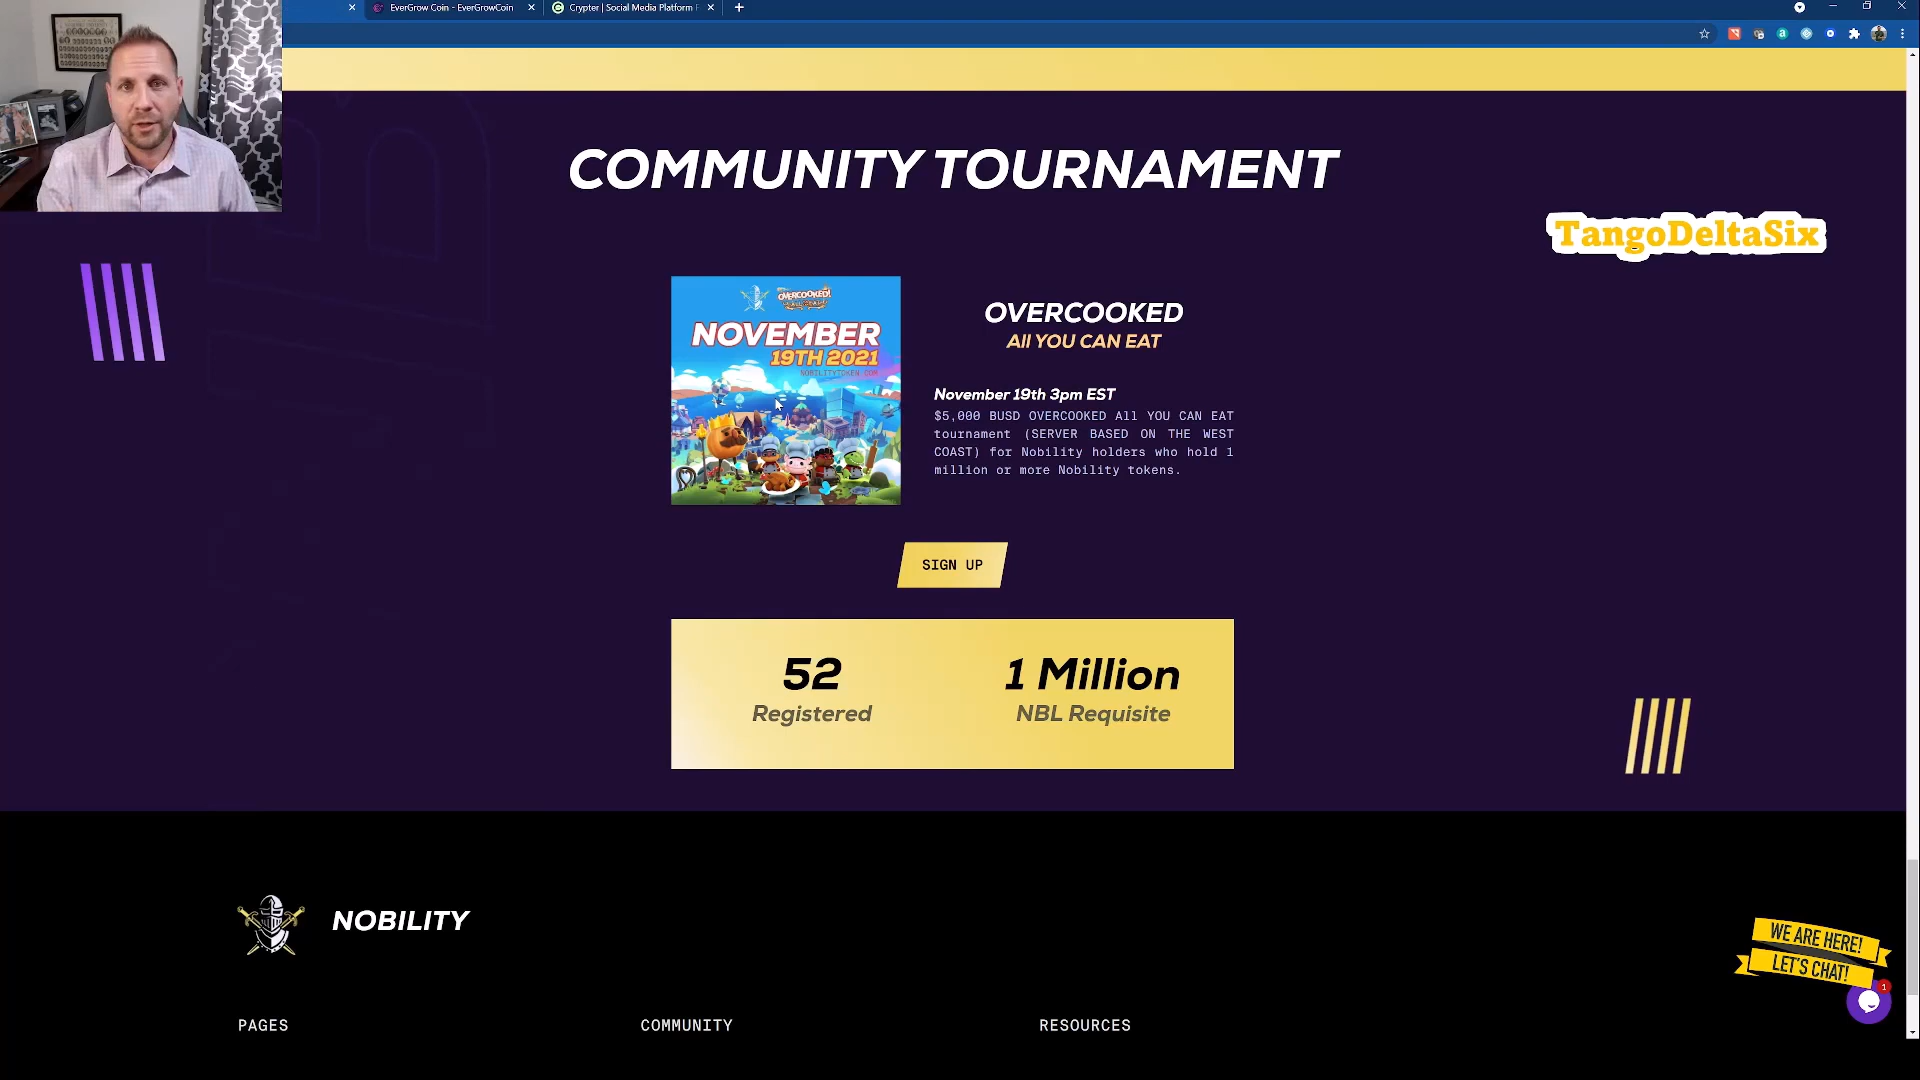 EverGrow Coin - EverGrowCoin
Crypter | Social Media Platform
COMMUNITY TOURNAMENT
TangoDeltaSix
OVERCOOKED!
NOVEMBER
19TH 2021
NOBILITYTOKEN.COM
OVERCOOKED
All YOU CAN EAT
November 19th 3pm EST
$5,000 BUSD OVERCOOKED All YOU CAN EAT
tournament (SERVER BASED ON THE WEST
COAST) for Nobility holders who hold 1
million or more Nobility tokens.
SIGN UP
52
Registered
1 Million
NBL Requisite
NOBILITY
WE ARE HERE!
LET'S CHAT!
1
PAGES
COMMUNITY
RESOURCES